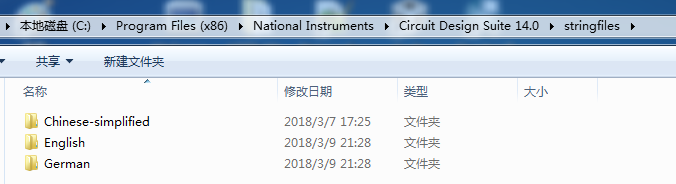 本地磁盘 (C:) Program Files (x86) National Instruments Circuit Design Suite 14.0 stringfiles
共享 新建文件夹
名称 修改日期 类型 大小
Chinese-simplified 2018/3/7 17:25 文件夹
English 2018/3/9 21:28 文件夹
German 2018/3/9 21:28 文件夹